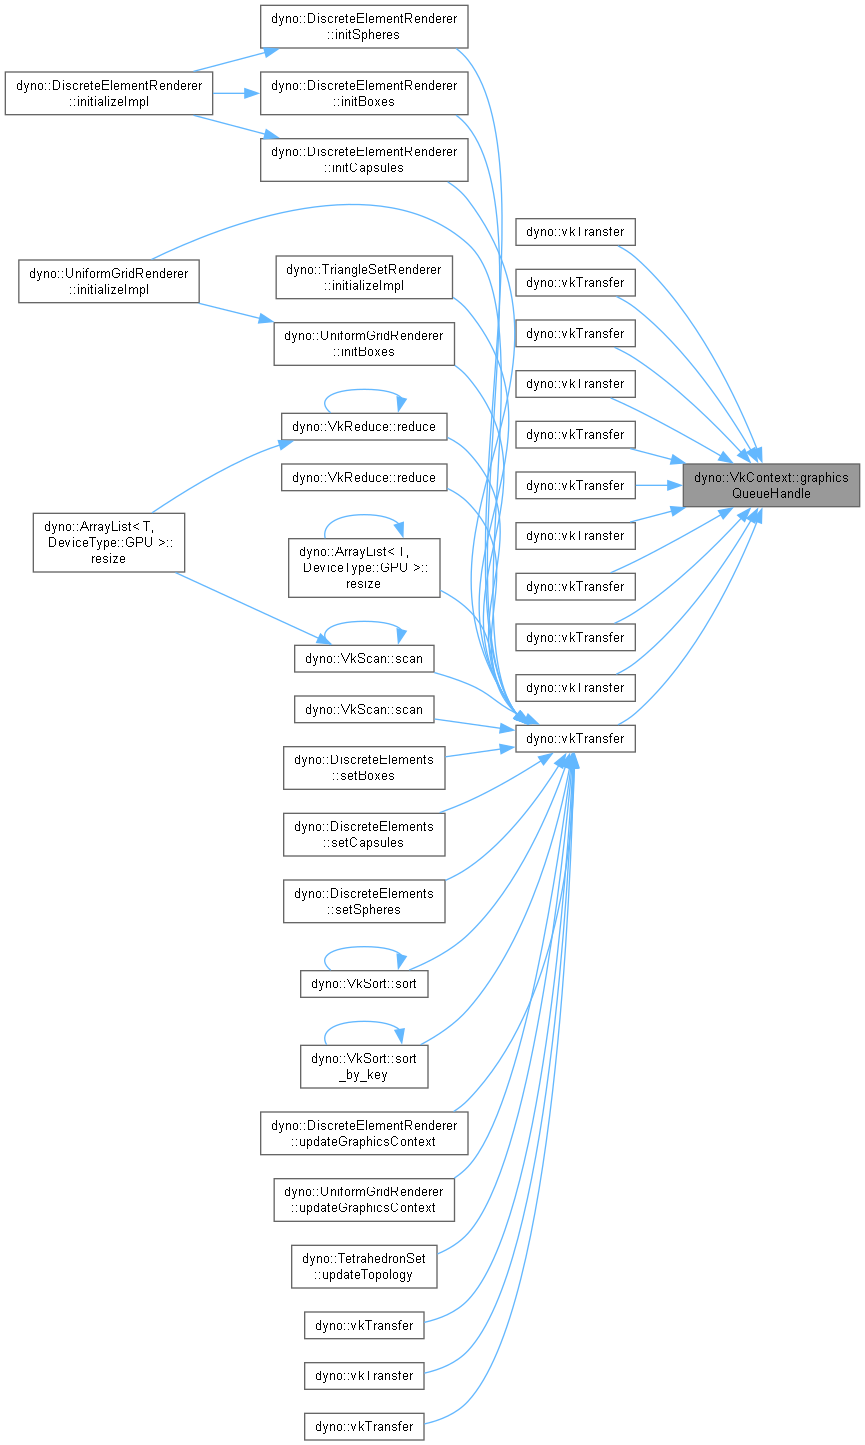 dyno::DiscreteElementRenderer
::initSpheres
dyno::DiscreteElementRenderer
::initializeImpl
dyno::DiscreteElementRenderer
::initBoxes
dyno::DiscreteElementRenderer
::initCapsules
dyno::UniformGridRenderer
::initializeImpl
dyno::TriangleSetRenderer
::initializeImpl
dyno::UniformGridRenderer
::initBoxes
dyno::VkReduce::reduce
dyno::VkReduce::reduce
dyno::ArrayList< T,
DeviceType::GPU >::
resize
dyno::ArrayList< T,
DeviceType::GPU >::
resize
dyno::VkScan::scan
dyno::VkScan::scan
dyno::DiscreteElements
::setBoxes
dyno::DiscreteElements
::setCapsules
dyno::DiscreteElements
::setSpheres
dyno::VkSort::sort
dyno::VkSort::sort
_by_key
dyno::DiscreteElementRenderer
::updateGraphicsContext
dyno::UniformGridRenderer
::updateGraphicsContext
dyno::TetrahedronSet
::updateTopology
dyno::vkTransfer
dyno::vkTransfer
dyno::vkTransfer
dyno::vkTransfer
dyno::vkTransfer
dyno::vkTransfer
dyno::vkTransfer
dyno::vkTransfer
dyno::vkTransfer
dyno::vkTransfer
dyno::vkTransfer
dyno::vkTransfer
dyno::vkTransfer
dyno::vkTransfer
dyno::VkContext::graphics
QueueHandle